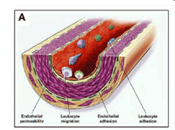 A
Endothelial permeability
Leukocyte migration
Endothelial adhesion
Leukocyte adhesion